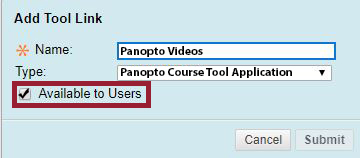 Add Tool Link
Name: Panopto Videos
Type: Panopto Course Tool Application
Available to Users
Cancel Submit